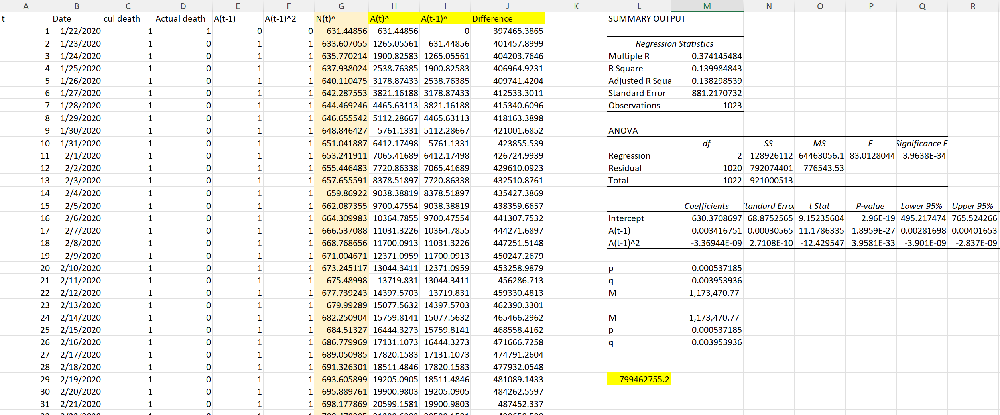 A B C D E F G H I J K L M N O P Q R
t Date cul death Actual death A(t-1) A(t-1)^2 N(t)^ A(t)^ A(t-1)^ Difference SUMMARY OUTPUT
1 1/22/2020 1 1 0 0 631.44856 631.44856 0 397465.3865
2 1/23/2020 1 0 1 1 633.607055 1265.05561 631.44856 401457.8999 Regression Statistics
3 1/24/2020 1 0 1 1 635.770214 1900.82583 1265.05561 404203.7646 Multiple R 0.374145484
4 1/25/2020 1 0 1 1 637.938024 2538.76385 1900.82583 406964.9231 R Square 0.139984843
5 1/26/2020 1 0 1 1 640.110475 3178.87433 2538.76385 409741.4204 Adjusted R Squa 0.138298539
6 1/27/2020 1 0 1 1 642.287553 3821.16188 3178.87433 412533.3011 Standard Error 881.2170732
7 1/28/2020 1 0 1 1 644.469246 4465.63113 3821.16188 415340.6096 Observations 1023
8 1/29/2020 1 0 1 1 646.655542 5112.28667 4465.63113 418163.3898
9 1/30/2020 1 0 1 1 648.846427 5761.1331 5112.28667 421001.6852 ANOVA
10 1/31/2020 1 0 1 1 651.041887 6412.17498 5761.1331 423855.539 df SS MS F Significance F
11 2/1/2020 1 0 1 1 653.241911 7065.41689 6412.17498 426724.9939 Regression 2 128926112 64463056.1 83.0128044 3.9638E-34
12 2/2/2020 1 0 1 1 655.446483 7720.86338 7065.41689 429610.0923 Residual 1020 792074401 776543.53
13 2/3/2020 1 0 1 1 657.655591 8378.51897 7720.86338 432510.8761 Total 1022 921000513
14 2/4/2020 1 0 1 1 659.86922 9038.38819 8378.51897 435427.3869
15 2/5/2020 1 0 1 1 662.087355 9700.47554 9038.38819 438359.6657 Coefficients Standard Error t Stat P-value Lower 95% Upper 95%
16 2/6/2020 1 0 1 1 664.309983 10364.7855 9700.47554 441307.7532 Intercept 630.3708697 68.8752565 9.15235604 2.96E-19 495.217474 765.524266
17 2/7/2020 1 0 1 1 666.537088 11031.3226 10364.7855 444271.6897 A(t-1) 0.003416751 0.00030565 11.1786335 1.8959E-27 0.00281698 0.00401653
18 2/8/2020 1 0 1 1 668.768656 11700.0913 11031.3226 447251.5148 A(t-1)^2 -3.36944E-09 2.7108E-10 -12.429547 3.9581E-33 -3.901E-09 -2.837E-09
19 2/9/2020 1 0 1 1 671.004671 12371.0959 11700.0913 450247.2679
20 2/10/2020 1 0 1 1 673.245117 13044.3411 12371.0959 453258.9879 p 0.000537185
21 2/11/2020 1 0 1 1 675.48998 13719.831 13044.3411 456286.713 q 0.003953936
22 2/12/2020 1 0 1 1 677.739243 14397.5703 13719.831 459330.4813 M 1,173,470.77
23 2/13/2020 1 0 1 1 679.99289 15077.5632 14397.5703 462390.3301
24 2/14/2020 1 0 1 1 682.250904 15759.8141 15077.5632 465466.2962 M 1,173,470.77
25 2/15/2020 1 0 1 1 684.51327 16444.3273 15759.8141 468558.4162 p 0.000537185
26 2/16/2020 1 0 1 1 686.779969 17131.1073 16444.3273 471666.7258 q 0.003953936
27 2/17/2020 1 0 1 1 689.050985 17820.1583 17131.1073 474791.2604
28 2/18/2020 1 0 1 1 691.326301 18511.4846 17820.1583 477932.0548
29 2/19/2020 1 0 1 1 693.605899 19205.0905 18511.4846 481089.1433 799462755.2
30 2/20/2020 1 0 1 1 695.889761 19900.9803 19205.0905 484262.5597
31 2/21/2020 1 0 1 1 698.177869 20599.1581 19900.9803 487452.337